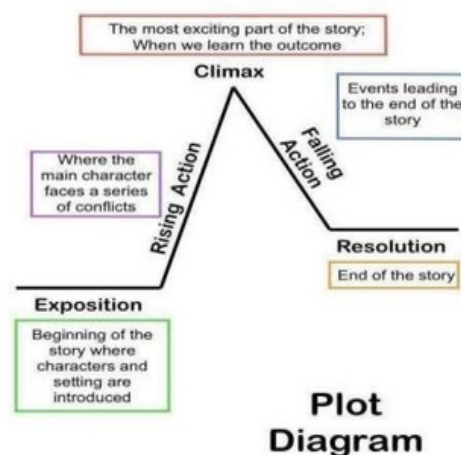 The most exciting part of the story;
When we learn the outcome
Climax
Events leading
to the end of the
story
Falling
Action
Where the
main character
faces a series
of conflicts
Rising Action
Resolution
End of the story
Exposition
Beginning of the
story where
characters and
setting are
introduced
Plot
Diagram